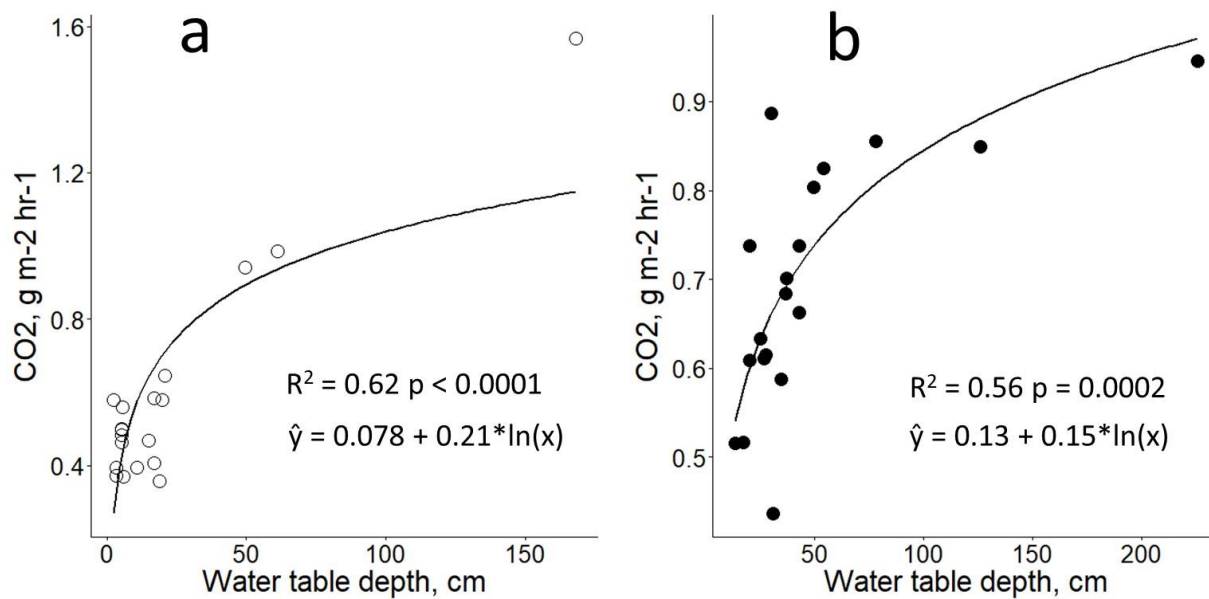 a
1.6
1.2
0.8
0.4
CO2, g m-2 hr-1
R² = 0.62 p < 0.0001
ŷ = 0.078 + 0.21*ln(x)
0 50 100 150
Water table depth, cm
b
0.9
0.8
0.7
0.6
0.5
CO2, g m-2 hr-1
R² = 0.56 p = 0.0002
ŷ = 0.13 + 0.15*ln(x)
50 100 150 200
Water table depth, cm